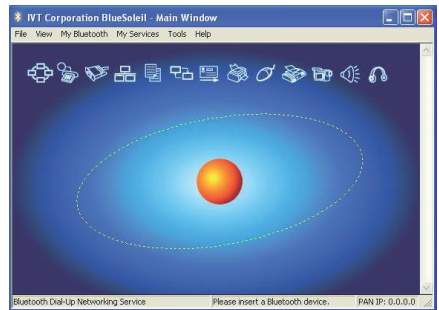 IVT Corporation BlueSoleil - Main Window
File View My Bluetooth My Services Tools Help
Bluetooth Dial-Up Networking Service Please insert a Bluetooth device. PAN IP: 0.0.0.0